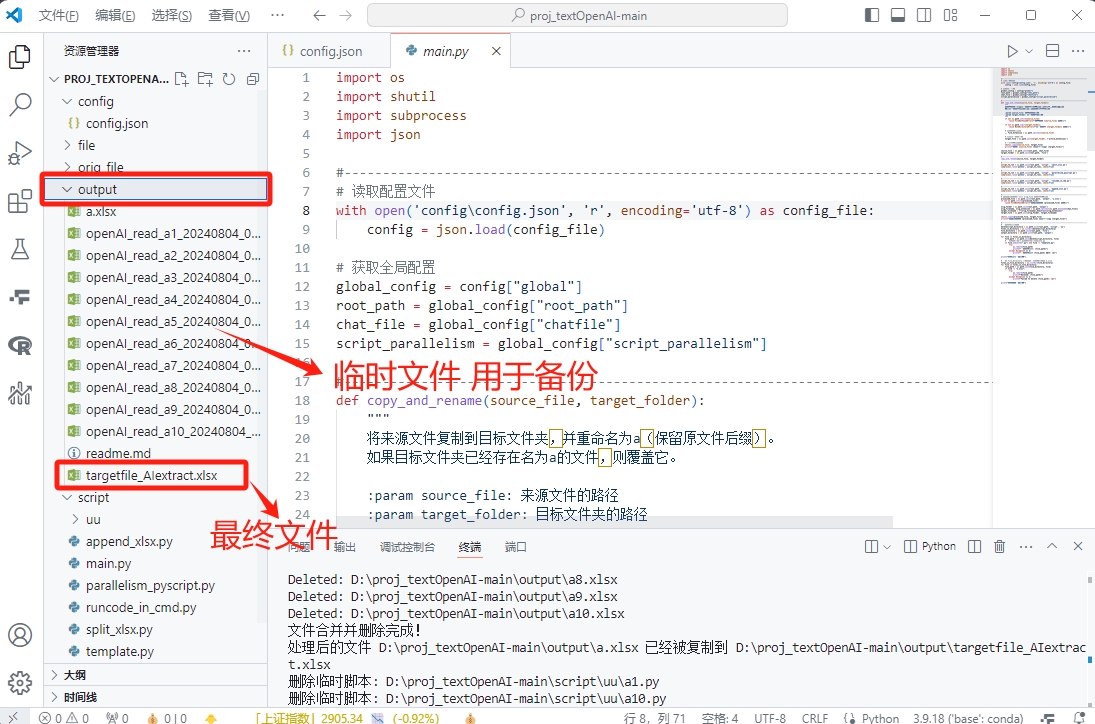 文件(F) 编辑(E) 选择(S) 查看(V) ··· proj_textOpenAI-main
资源管理器 ···
PROJ_TEXTOPENA...
config
{} config.json
file
orig_file
output
a.xlsx
openAI_read_a1_20240804_0...
openAI_read_a2_20240804_0...
openAI_read_a3_20240804_0...
openAI_read_a4_20240804_0...
openAI_read_a5_20240804_0...
openAI_read_a6_20240804_0...
openAI_read_a7_20240804_0...
openAI_read_a8_20240804_0...
openAI_read_a9_20240804_0...
openAI_read_a10_20240804_...
readme.md
targetfile_AIextract.xlsx
script
uu
append_xlsx.py
main.py
parallelism_pyscript.py
runcode_in_cmd.py
split_xlsx.py
template.py
大纲
时间线
临时文件 用于备份
最终文件
{} config.json main.py
1 import os
2 import shutil
3 import subprocess
4 import json
5
6 #------------------------------------------------------------
7 # 读取配置文件
8 with open('config\config.json', 'r', encoding='utf-8') as config_file:
9 config = json.load(config_file)
10
11 # 获取全局配置
12 global_config = config["global"]
13 root_path = global_config["root_path"]
14 chat_file = global_config["chatfile"]
15 script_parallelism = global_config["script_parallelism"]
16
17 #------------------------------------------------------------
18 def copy_and_rename(source_file, target_folder):
19 """
20 将来源文件复制到目标文件夹，并重命名为a（保留原文件后缀）。
21 如果目标文件夹已经存在名为a的文件，则覆盖它。
22
23 :param source_file: 来源文件的路径
24 :param target_folder: 目标文件夹的路径
问题 输出 调试控制台 终端 端口 Python
Deleted: D:\proj_textOpenAI-main\output\a8.xlsx
Deleted: D:\proj_textOpenAI-main\output\a9.xlsx
Deleted: D:\proj_textOpenAI-main\output\a10.xlsx
文件合并并删除完成！
处理后的文件 D:\proj_textOpenAI-main\output\a.xlsx 已经被复制到 D:\proj_textOpenAI-main\output\targetfile_AIextrac
t.xlsx
删除临时脚本: D:\proj_textOpenAI-main\script\uu\a1.py
删除临时脚本: D:\proj_textOpenAI-main\script\uu\a10.py
0 0 0 0 | 0 「上证指数」 2905.34 (-0.92%) 行 8，列 71 空格: 4 UTF-8 CRLF Python 3.9.18 ('base': conda)